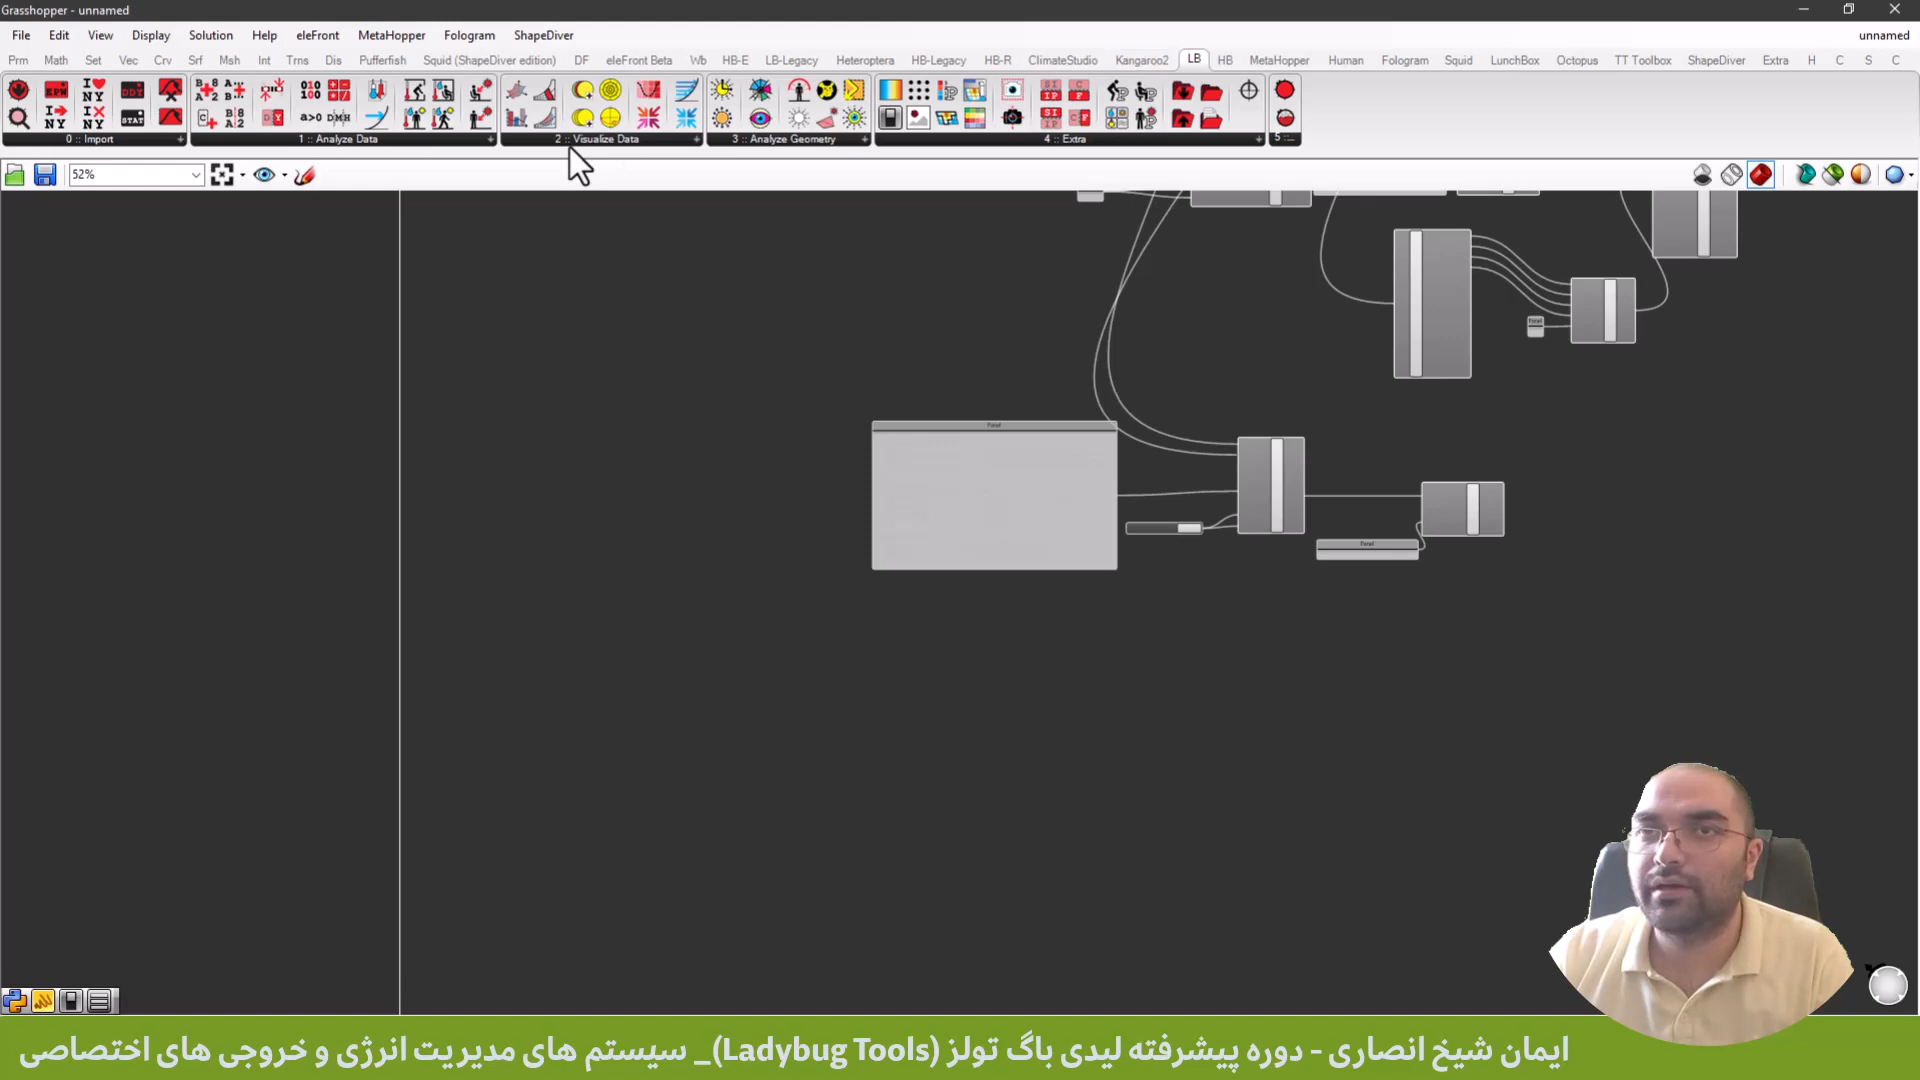 Grasshopper - unnamed
File Edit View Display Solution Help eleFront MetaHopper Fologram ShapeDiver unnamed
Prm Math Set Vec Crv Srf Msh Int Trns Dis Pufferfish Squid (ShapeDiver edition) DF eleFront Beta Wb HB-E LB-Legacy Heteroptera HB-Legacy HB-R ClimateStudio Kangaroo2 LB HB MetaHopper Human Fologram Squid LunchBox Octopus TT Toolbox ShapeDiver Extra H C S C
0 :: Import 1 :: Analyze Data 2 :: Visualize Data 3 :: Analyze Geometry 4 :: Extra 5 ::
52%
Panel
Panel
Panel
ایمان شیخ انصاری - دوره پیشرفته لیدی باگ تولز (Ladybug Tools)_ سیستم های مدیریت انرژی و خروجی های اختصاصی